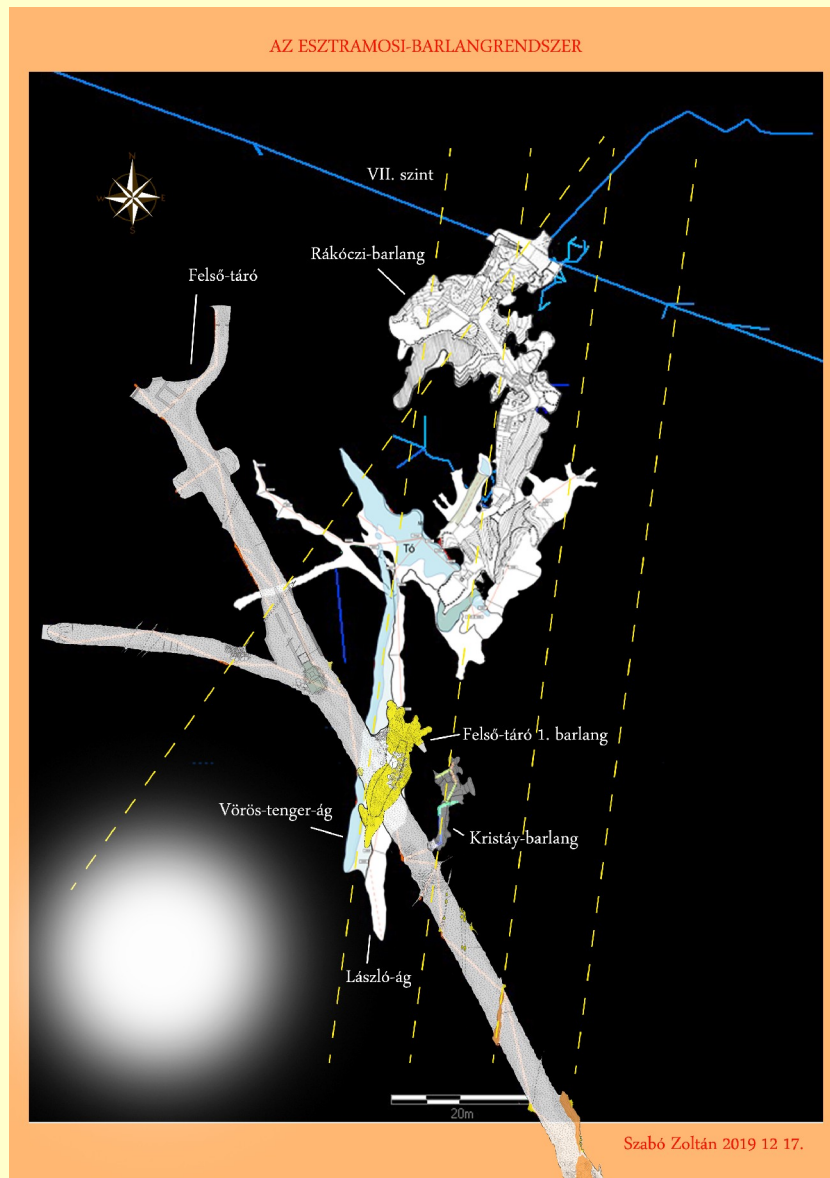 AZ ESZTRAMOSI-BARLANGRENDSZER
N
W
E
S
VII. szint
Rákóczi-barlang
Felső-táró
Tó
Felső-táró 1. barlang
Vörös-tenger-ág
Kristáy-barlang
László-ág
20m
Szabó Zoltán 2019 12 17.